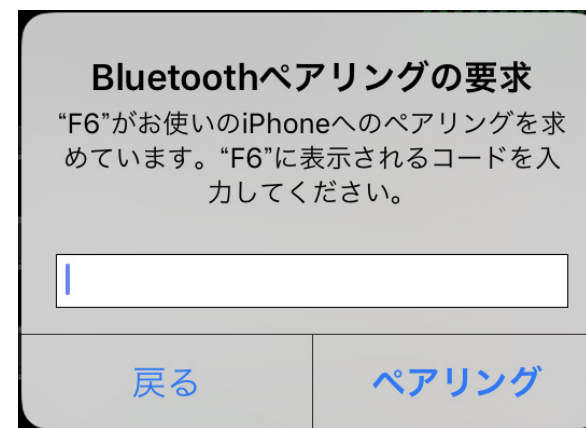 Bluetoothペアリングの要求
“F6”がお使いのiPhoneへのペアリングを求
めています。“F6”に表示されるコードを入
力してください。
戻る
ペアリング